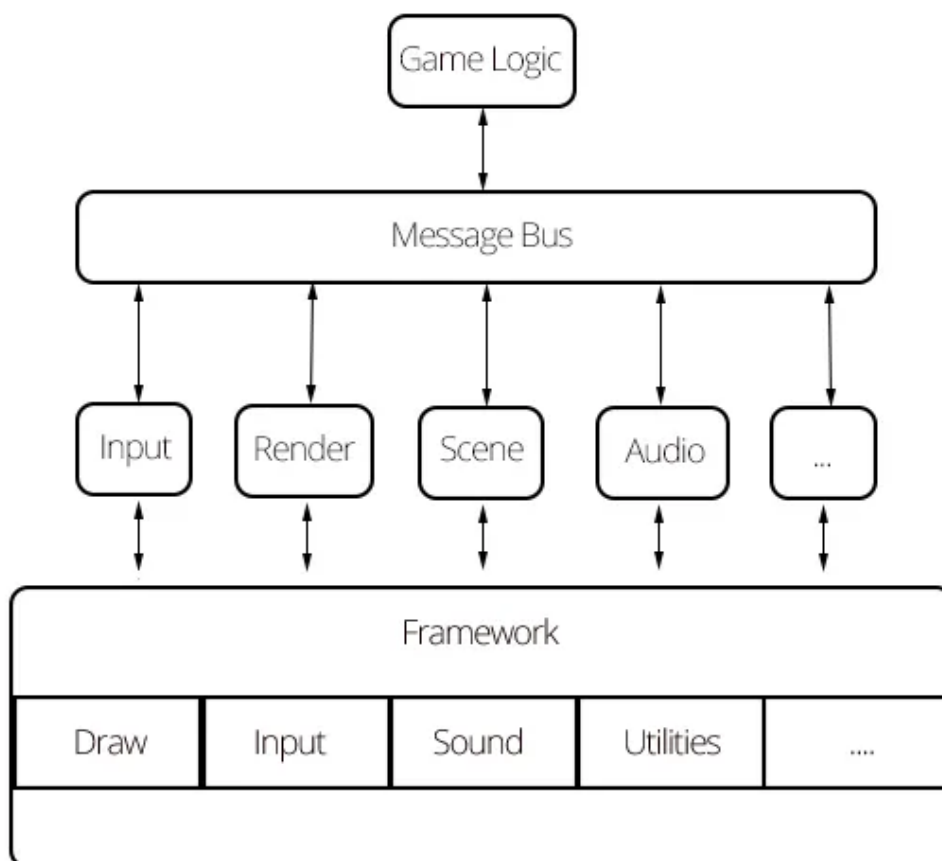 Game Logic
Message Bus
Input
Render
Scene
Audio
...
Framework
Draw
Input
Sound
Utilities
....